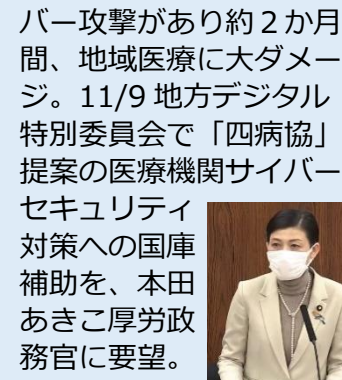 バー攻撃があり約２か月
間、地域医療に大ダメー
ジ。11/9 地方デジタル
特別委員会で「四病協」
提案の医療機関サイバー
セキュリティ
対策への国庫
補助を、本田
あきこ厚労政
務官に要望。